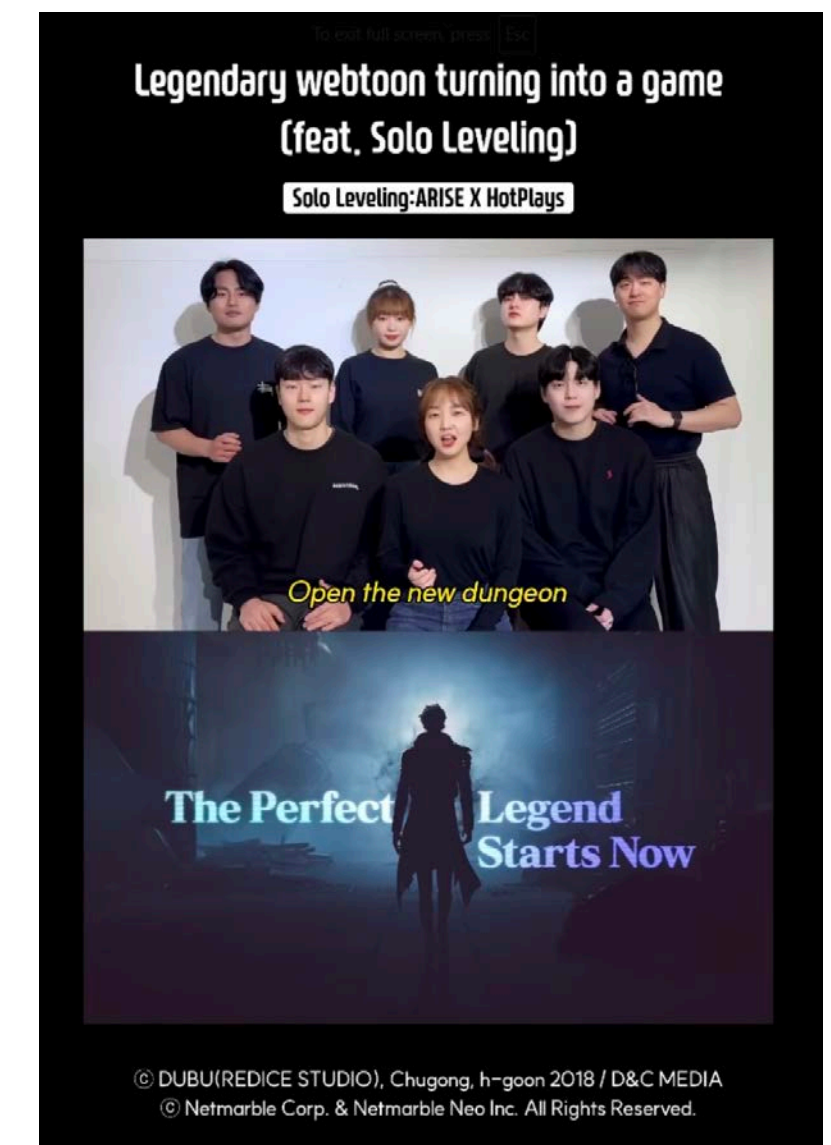 To exit full screen, press Esc
Legendary webtoon turning into a game
(feat. Solo Leveling)
Solo Leveling:ARISE X HotPlays
Open the new dungeon
The Perfect Legend
Starts Now
ⓒ DUBU(REDICE STUDIO), Chugong, h-goon 2018 / D&C MEDIA
ⓒ Netmarble Corp. & Netmarble Neo Inc. All Rights Reserved.